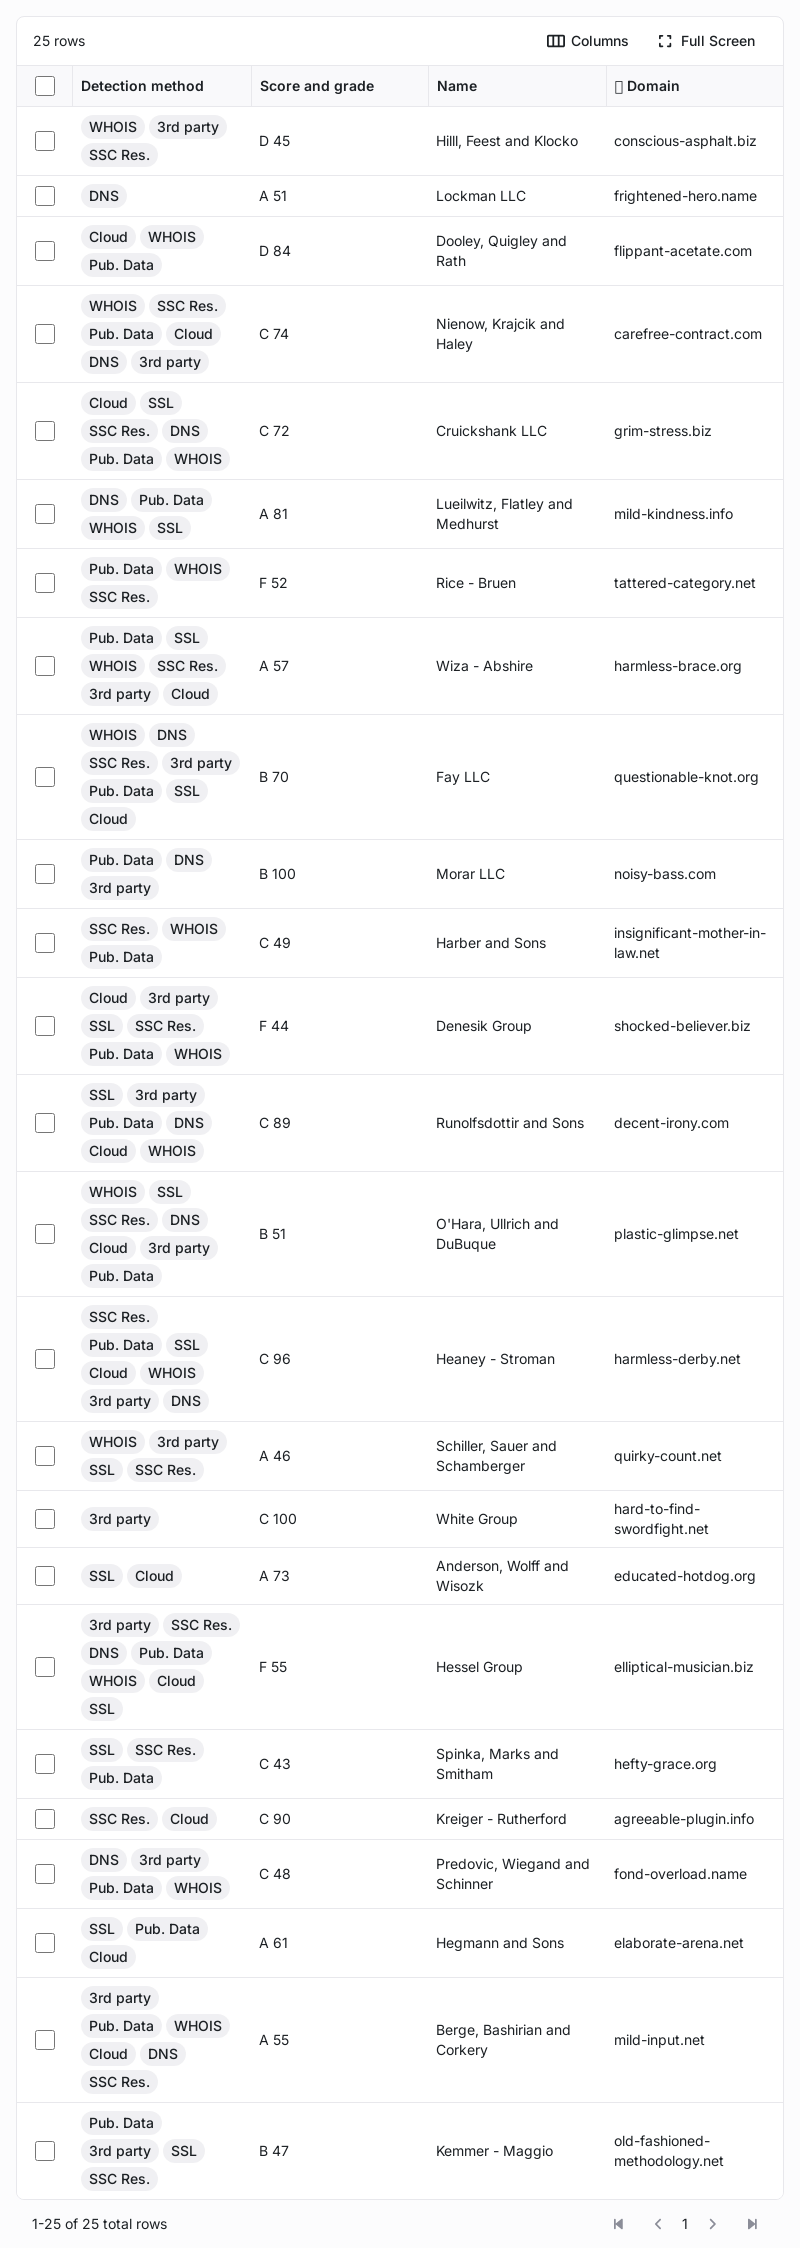 25 rows
Columns
Full Screen
Detection method
Score and grade
Name
Domain
WHOIS 3rd party
SSC Res.
D 45
Hilll, Feest and Klocko
conscious-asphalt.biz
DNS
A 51
Lockman LLC
frightened-hero.name
Cloud WHOIS
Pub. Data
D 84
Dooley, Quigley and
Rath
flippant-acetate.com
WHOIS SSC Res.
Pub. Data Cloud
DNS 3rd party
C 74
Nienow, Krajcik and
Haley
carefree-contract.com
Cloud SSL
SSC Res. DNS
Pub. Data WHOIS
C 72
Cruickshank LLC
grim-stress.biz
DNS Pub. Data
WHOIS SSL
A 81
Lueilwitz, Flatley and
Medhurst
mild-kindness.info
Pub. Data WHOIS
SSC Res.
F 52
Rice - Bruen
tattered-category.net
Pub. Data SSL
WHOIS SSC Res.
3rd party Cloud
A 57
Wiza - Abshire
harmless-brace.org
WHOIS DNS
SSC Res. 3rd party
Pub. Data SSL
Cloud
B 70
Fay LLC
questionable-knot.org
Pub. Data DNS
3rd party
B 100
Morar LLC
noisy-bass.com
SSC Res. WHOIS
Pub. Data
C 49
Harber and Sons
insignificant-mother-in-
law.net
Cloud 3rd party
SSL SSC Res.
Pub. Data WHOIS
F 44
Denesik Group
shocked-believer.biz
SSL 3rd party
Pub. Data DNS
Cloud WHOIS
C 89
Runolfsdottir and Sons
decent-irony.com
WHOIS SSL
SSC Res. DNS
Cloud 3rd party
Pub. Data
B 51
O'Hara, Ullrich and
DuBuque
plastic-glimpse.net
SSC Res.
Pub. Data SSL
Cloud WHOIS
3rd party DNS
C 96
Heaney - Stroman
harmless-derby.net
WHOIS 3rd party
SSL SSC Res.
A 46
Schiller, Sauer and
Schamberger
quirky-count.net
3rd party
C 100
White Group
hard-to-find-
swordfight.net
SSL Cloud
A 73
Anderson, Wolff and
Wisozk
educated-hotdog.org
3rd party SSC Res.
DNS Pub. Data
WHOIS Cloud
SSL
F 55
Hessel Group
elliptical-musician.biz
SSL SSC Res.
Pub. Data
C 43
Spinka, Marks and
Smitham
hefty-grace.org
SSC Res. Cloud
C 90
Kreiger - Rutherford
agreeable-plugin.info
DNS 3rd party
Pub. Data WHOIS
C 48
Predovic, Wiegand and
Schinner
fond-overload.name
SSL Pub. Data
Cloud
A 61
Hegmann and Sons
elaborate-arena.net
3rd party
Pub. Data WHOIS
Cloud DNS
SSC Res.
A 55
Berge, Bashirian and
Corkery
mild-input.net
Pub. Data
3rd party SSL
SSC Res.
B 47
Kemmer - Maggio
old-fashioned-
methodology.net
1-25 of 25 total rows
1